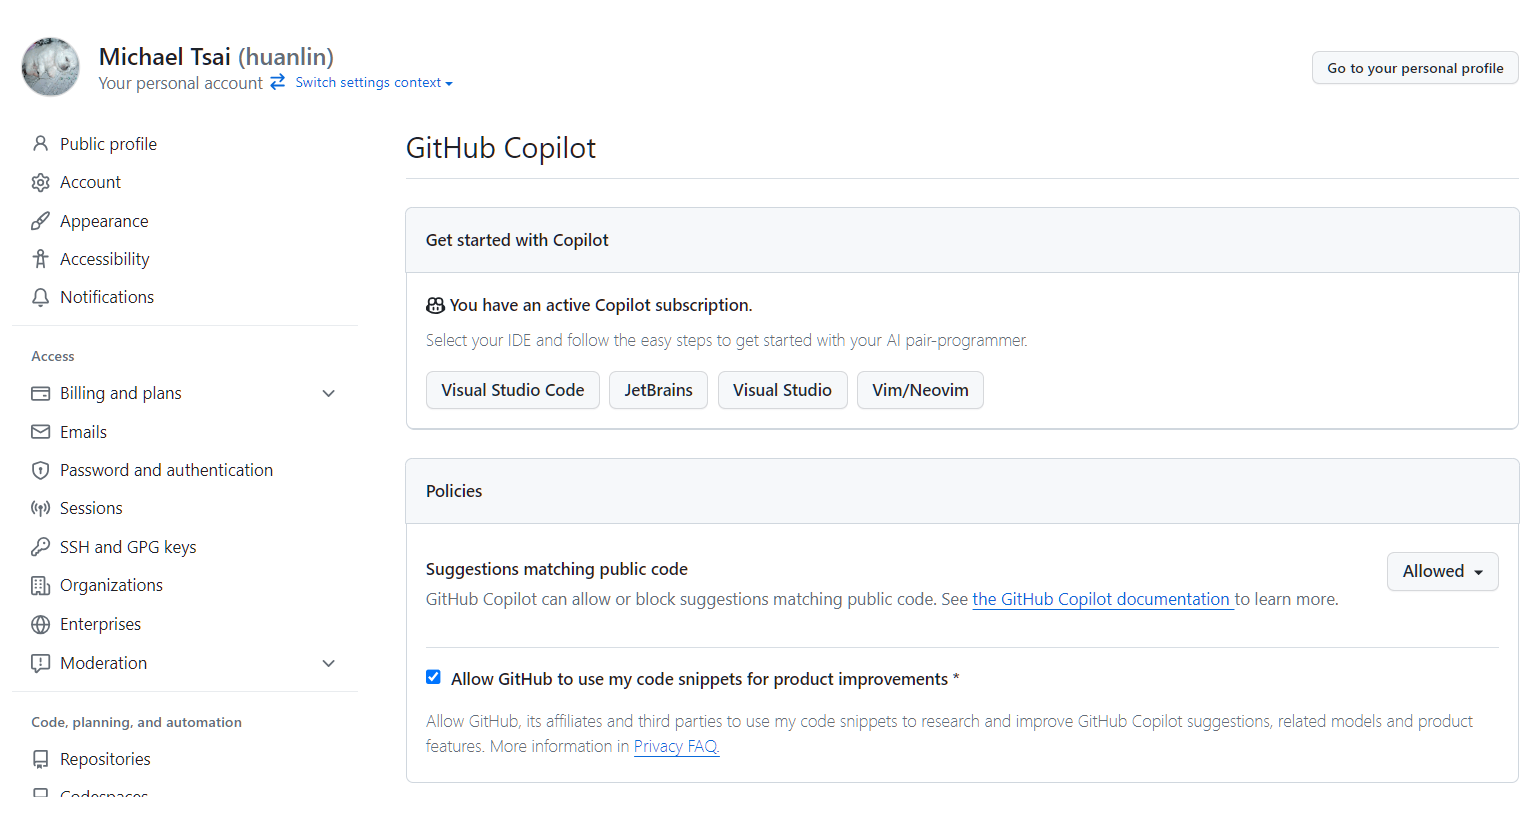 Michael Tsai (huanlin)
Your personal account Switch settings context
Go to your personal profile
Public profile
Account
Appearance
Accessibility
Notifications
Access
Billing and plans
Emails
Password and authentication
Sessions
SSH and GPG keys
Organizations
Enterprises
Moderation
Code, planning, and automation
Repositories
Codespaces
GitHub Copilot
Get started with Copilot
You have an active Copilot subscription.
Select your IDE and follow the easy steps to get started with your AI pair-programmer.
Visual Studio Code JetBrains Visual Studio Vim/Neovim
Policies
Suggestions matching public code
Allowed
GitHub Copilot can allow or block suggestions matching public code. See the GitHub Copilot documentation to learn more.
Allow GitHub to use my code snippets for product improvements *
Allow GitHub, its affiliates and third parties to use my code snippets to research and improve GitHub Copilot suggestions, related models and product
features. More information in Privacy FAQ.